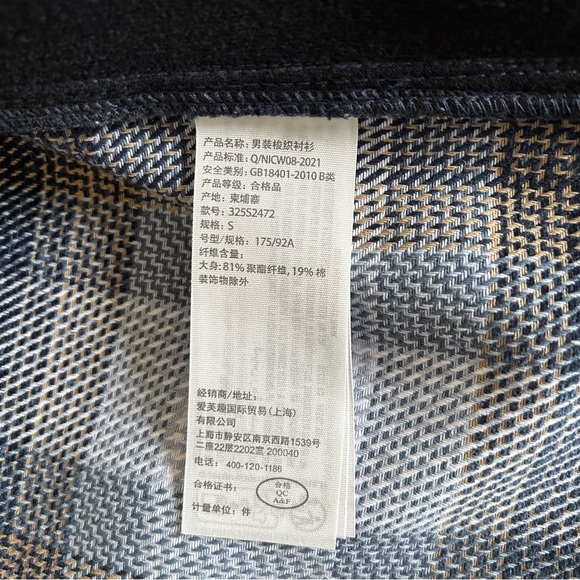 产品名称: 男装梭织衬衫
产品标准: Q/NICW08-2021
安全类别: GB18401-2010 B类
产品等级: 合格品
产地: 柬埔寨
款号: 325S2472
规格: S
号型/规格: 175/92A
纤维含量:
大身: 81% 聚酯纤维, 19% 棉
装饰物除外
经销商/地址:
爱芙趣国际贸易(上海)
有限公司
上海市静安区南京西路1539号
二座22层2202室 200040
电话: 400-120-1186
合格证书: 合格
QC
A&F
计量单位: 件